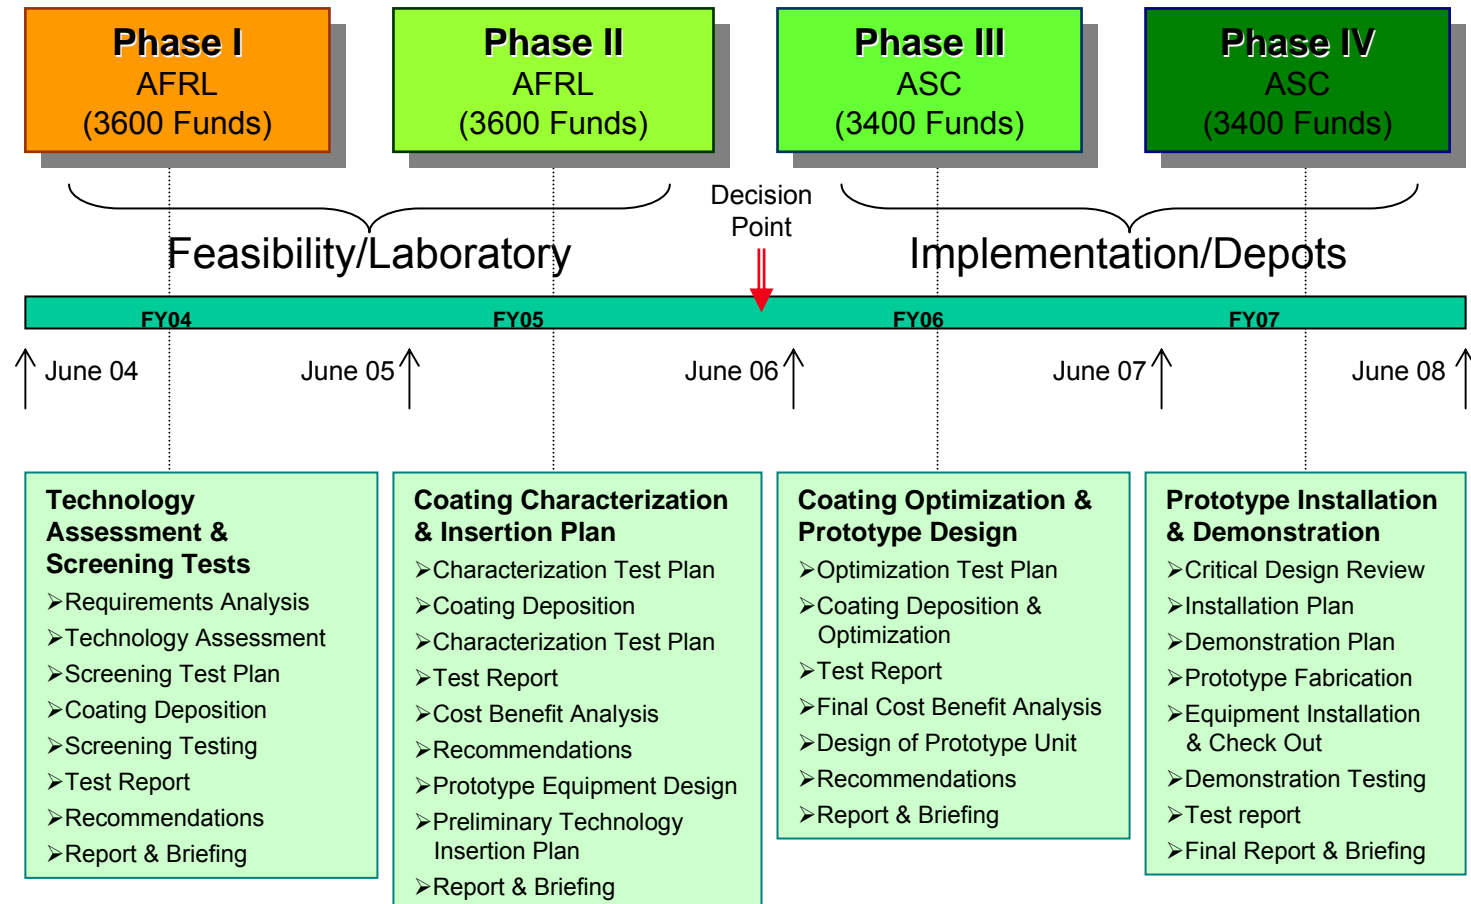 Phase I
AFRL
(3600 Funds)
Phase II
AFRL
(3600 Funds)
Phase III
ASC
(3400 Funds)
Phase IV
ASC
(3400 Funds)
Decision
Point
Feasibility/Laboratory
Implementation/Depots
FY04
FY05
FY06
FY07
June 04
June 05
June 06
June 07
June 08
Technology
Assessment &
Screening Tests
➢Requirements Analysis
➢Technology Assessment
➢Screening Test Plan
➢Coating Deposition
➢Screening Testing
➢Test Report
➢Recommendations
➢Report & Briefing
Coating Characterization
& Insertion Plan
➢Characterization Test Plan
➢Coating Deposition
➢Characterization Test Plan
➢Test Report
➢Cost Benefit Analysis
➢Recommendations
➢Prototype Equipment Design
➢Preliminary Technology
Insertion Plan
➢Report & Briefing
Coating Optimization &
Prototype Design
➢Optimization Test Plan
➢Coating Deposition &
Optimization
➢Test Report
➢Final Cost Benefit Analysis
➢Design of Prototype Unit
➢Recommendations
➢Report & Briefing
Prototype Installation
& Demonstration
➢Critical Design Review
➢Installation Plan
➢Demonstration Plan
➢Prototype Fabrication
➢Equipment Installation
& Check Out
➢Demonstration Testing
➢Test report
➢Final Report & Briefing